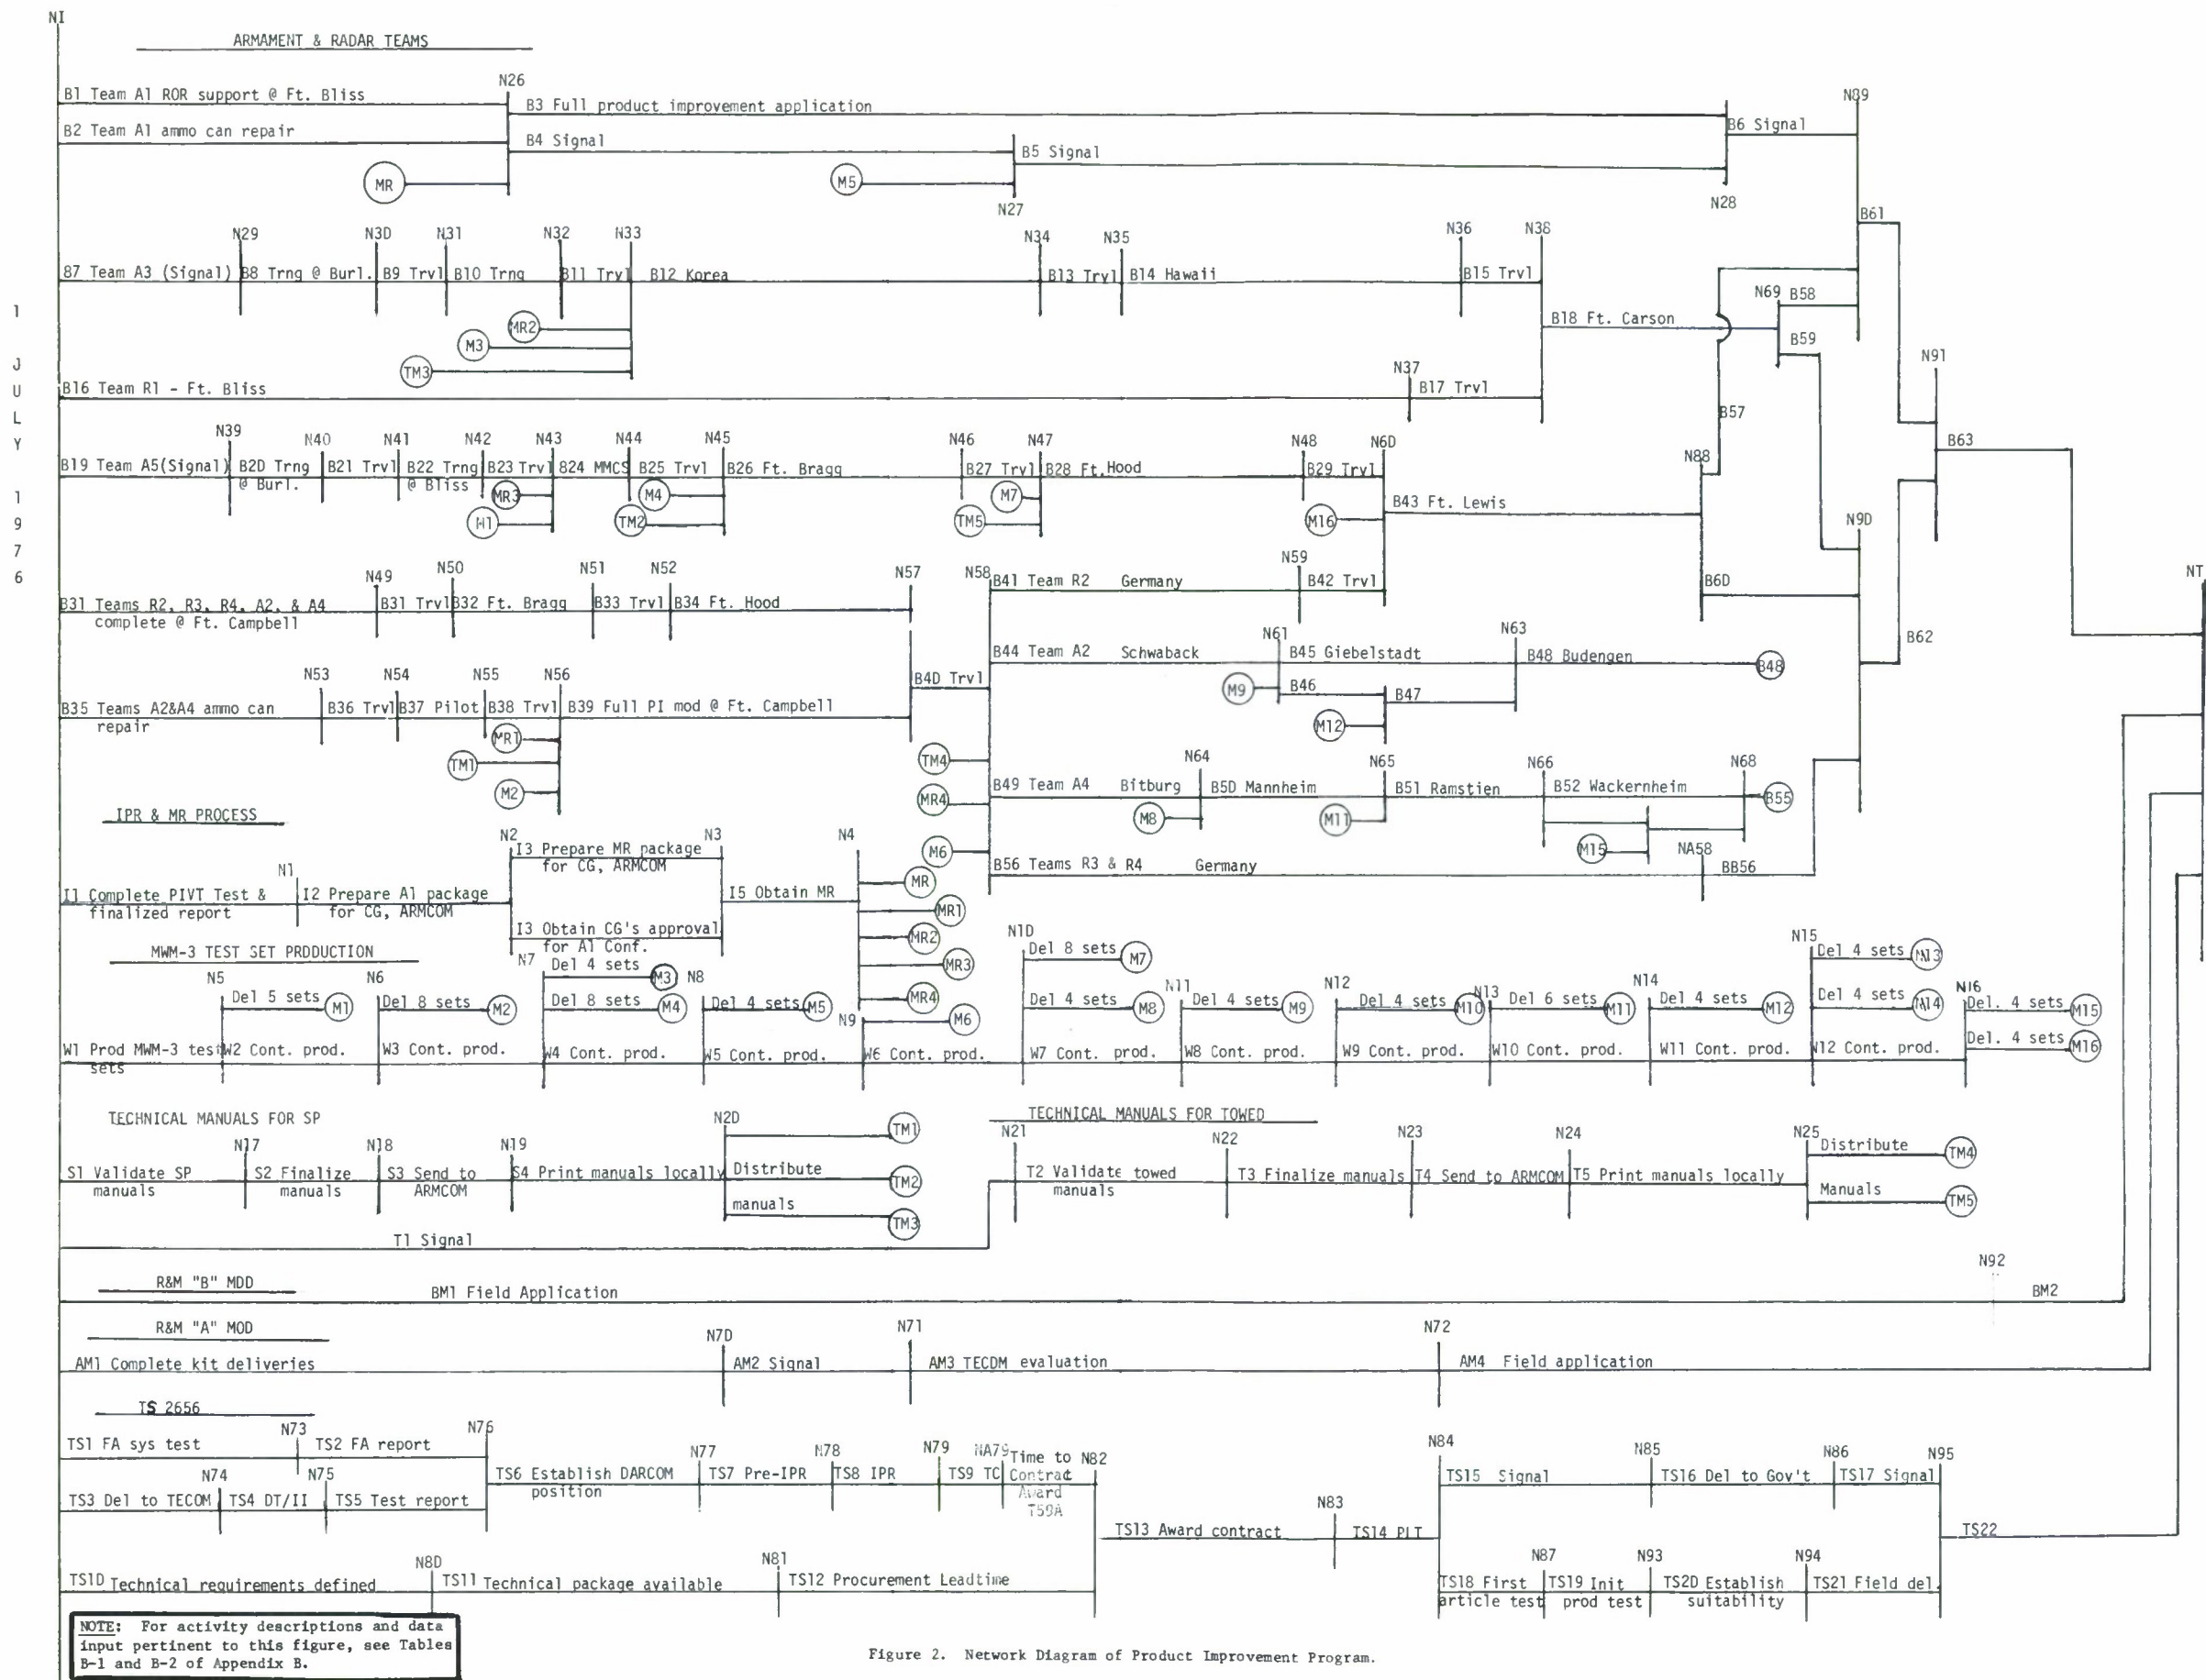 NI
ARMAMENT & RADAR TEAMS
N26
B1 Team A1 ROR support @ Ft. Bliss
B3 Full product improvement application
N89
B2 Team A1 ammo can repair
B4 Signal
B5 Signal
B6 Signal
MR
M5
N27
N28
B61
N29 N3D N31 N32 N33 N34 N35 N36 N38
87 Team A3 (Signal) B8 Trng @ Burl. B9 Trvl B10 Trng B11 Trvl B12 Korea B13 Trvl B14 Hawaii B15 Trvl
N69 B58
MR2
M3
TM3
B18 Ft. Carson
B59
N91
B16 Team R1 - Ft. Bliss
N37
B17 Trvl
B57
B63
1 JULY 1976
N39 N40 N41 N42 N43 N44 N45 N46 N47 N48 N6D N88
B19 Team A5(Signal) B2D Trng @ Burl. B21 Trvl B22 Trng @ Bliss B23 Trvl 824 MMCS B25 Trvl B26 Ft. Bragg B27 Trvl B28 Ft.Hood B29 Trvl
MR3 M4 M7
M1 TM2 TM5 M16
B43 Ft. Lewis
N9D
N49 N50 N51 N52 N57 N58 N59 NT
B31 Teams R2, R3, R4, A2, & A4
complete @ Ft. Campbell
B31 Trvl B32 Ft. Bragg B33 Trvl B34 Ft. Hood
B41 Team R2 Germany B42 Trvl
B6D
B62
N61 N63
B44 Team A2 Schwaback B45 Giebelstadt B48 Budengen B48
M9 B46 B47
M12
N53 N54 N55 N56
B4D Trvl
B35 Teams A2&A4 ammo can
repair
B36 Trvl B37 Pilot B38 Trvl B39 Full PI mod @ Ft. Campbell
MR1
TM1
M2
TM4
MR4
M6
N64 N65 N66 N68
B49 Team A4 Bitburg B5D Mannheim B51 Ramstien B52 Wackernheim B55
M8 M11 M15
NA58
B56 Teams R3 & R4 Germany BB56
IPR & MR PROCESS
N1 N2 N3 N4
I1 Complete PIVT Test &
finalized report
I2 Prepare A1 package
for CG, ARMCOM
I3 Prepare MR package
for CG, ARMCOM
I3 Obtain CG's approval
for A1 Conf.
I5 Obtain MR
MR
MR1
MR2
MR3
MR4
MWM-3 TEST SET PRDDUCTION
N5 N6 N7 N8 N9 N1D N11 N12 N13 N14 N15 N16
Del 5 sets M1
Del 8 sets M2
Del 4 sets M3
Del 8 sets M4
Del 4 sets M5
M6
Del 8 sets M7
Del 4 sets M8
Del 4 sets M9
Del 4 sets M10
Del 6 sets M11
Del 4 sets M12
Del 4 sets M13
Del 4 sets M14
Del. 4 sets M15
Del. 4 sets M16
W1 Prod MWM-3 test
sets
W2 Cont. prod. W3 Cont. prod. W4 Cont. prod. W5 Cont. prod. W6 Cont. prod. W7 Cont. prod. W8 Cont. prod. W9 Cont. prod. W10 Cont. prod. W11 Cont. prod. W12 Cont. prod.
TECHNICAL MANUALS FOR SP
N17 N18 N19 N2D
S1 Validate SP
manuals
S2 Finalize
manuals
S3 Send to
ARMCOM
S4 Print manuals locally
Distribute
manuals
TM1
TM2
TM3
T1 Signal
TECHNICAL MANUALS FOR TOWED
N21 N22 N23 N24 N25
T2 Validate towed
manuals
T3 Finalize manuals T4 Send to ARMCOM T5 Print manuals locally
Distribute TM4
Manuals TM5
R&M "B" MDD
BM1 Field Application
N92
BM2
R&M "A" MOD
N7D N71 N72
AM1 Complete kit deliveries AM2 Signal AM3 TECDM evaluation AM4 Field application
TS 2656
N73 N76
TS1 FA sys test TS2 FA report
N74 N75
TS3 Del to TECOM TS4 DT/II TS5 Test report
N77 N78 N79 NA79 N82
TS6 Establish DARCOM
position
TS7 Pre-IPR TS8 IPR TS9 TC
Time to
Contract
Award
TS9A
N8D N81
TS1D Technical requirements defined TS11 Technical package available TS12 Procurement Leadtime
N83
TS13 Award contract TS14 PLT
N84 N85 N86 N95
TS15 Signal TS16 Del to Gov't TS17 Signal
TS22
N87 N93 N94
TS18 First
article test
TS19 Init
prod test
TS2D Establish
suitability
TS21 Field del.
NOTE: For activity descriptions and data
input pertinent to this figure, see Tables
B-1 and B-2 of Appendix B.
Figure 2. Network Diagram of Product Improvement Program.